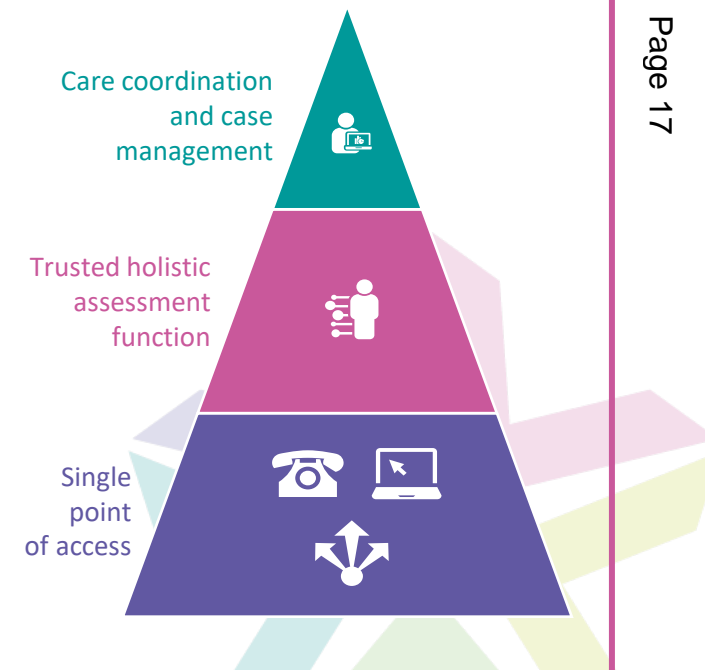 Care coordination
and case
management
Trusted holistic
assessment
function
Single
point
of access
Page 17